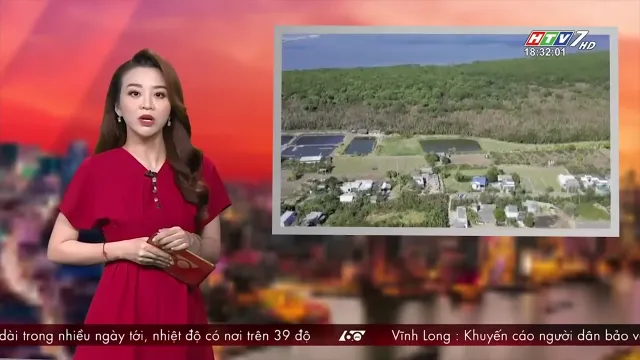 HTV7 HD
18:32:01
dài trong nhiều ngày tới, nhiệt độ có nơi trên 39 độ
60
Vĩnh Long : Khuyến cáo người dân bảo v